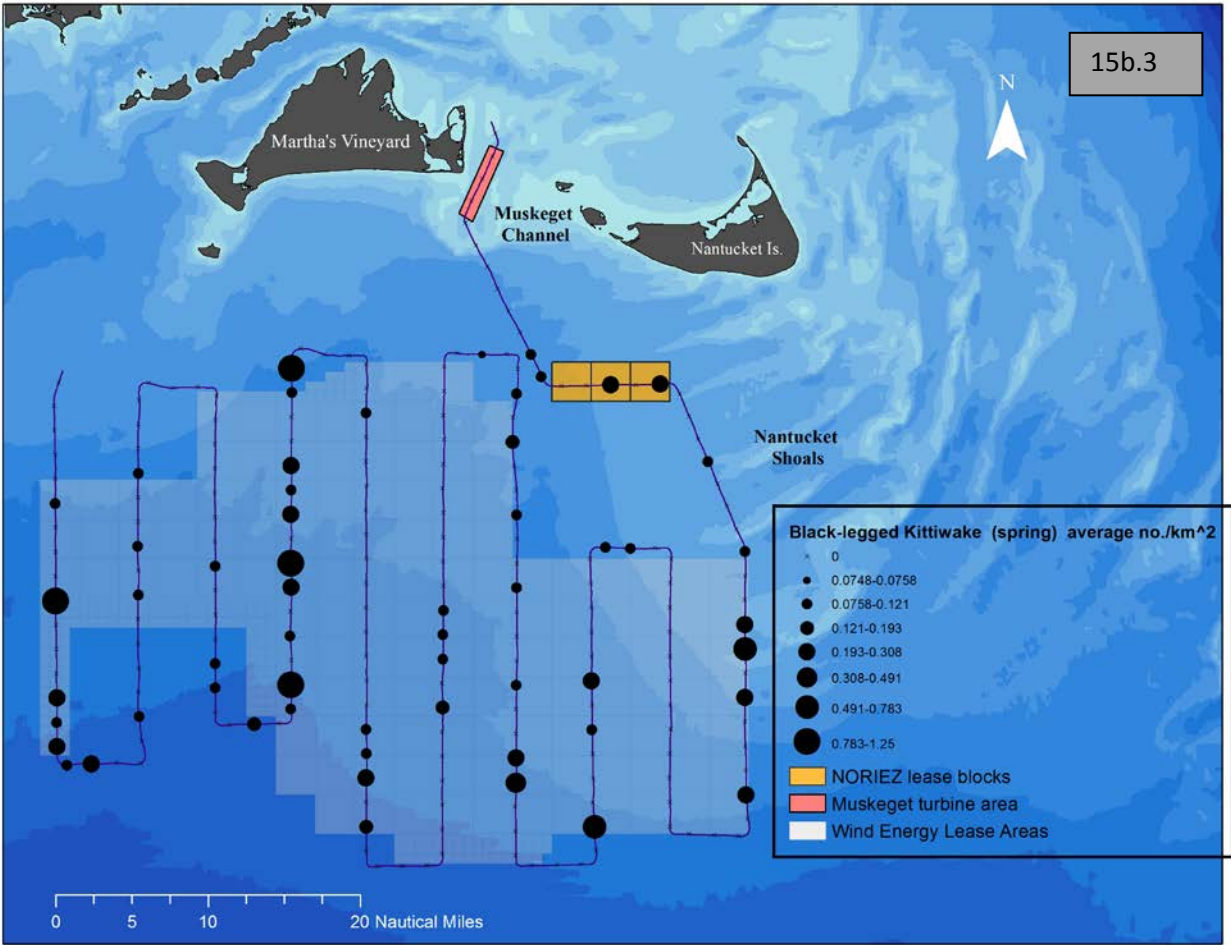 15b.3
N
Martha's Vineyard
Muskeget
Channel
Nantucket Is.
Nantucket
Shoals
Black-legged Kittiwake (spring) average no./km^2
0
0.0748-0.0758
0.0758-0.121
0.121-0.193
0.193-0.308
0.308-0.491
0.491-0.783
0.783-1.25
NORIEZ lease blocks
Muskeget turbine area
Wind Energy Lease Areas
0 5 10 20 Nautical Miles